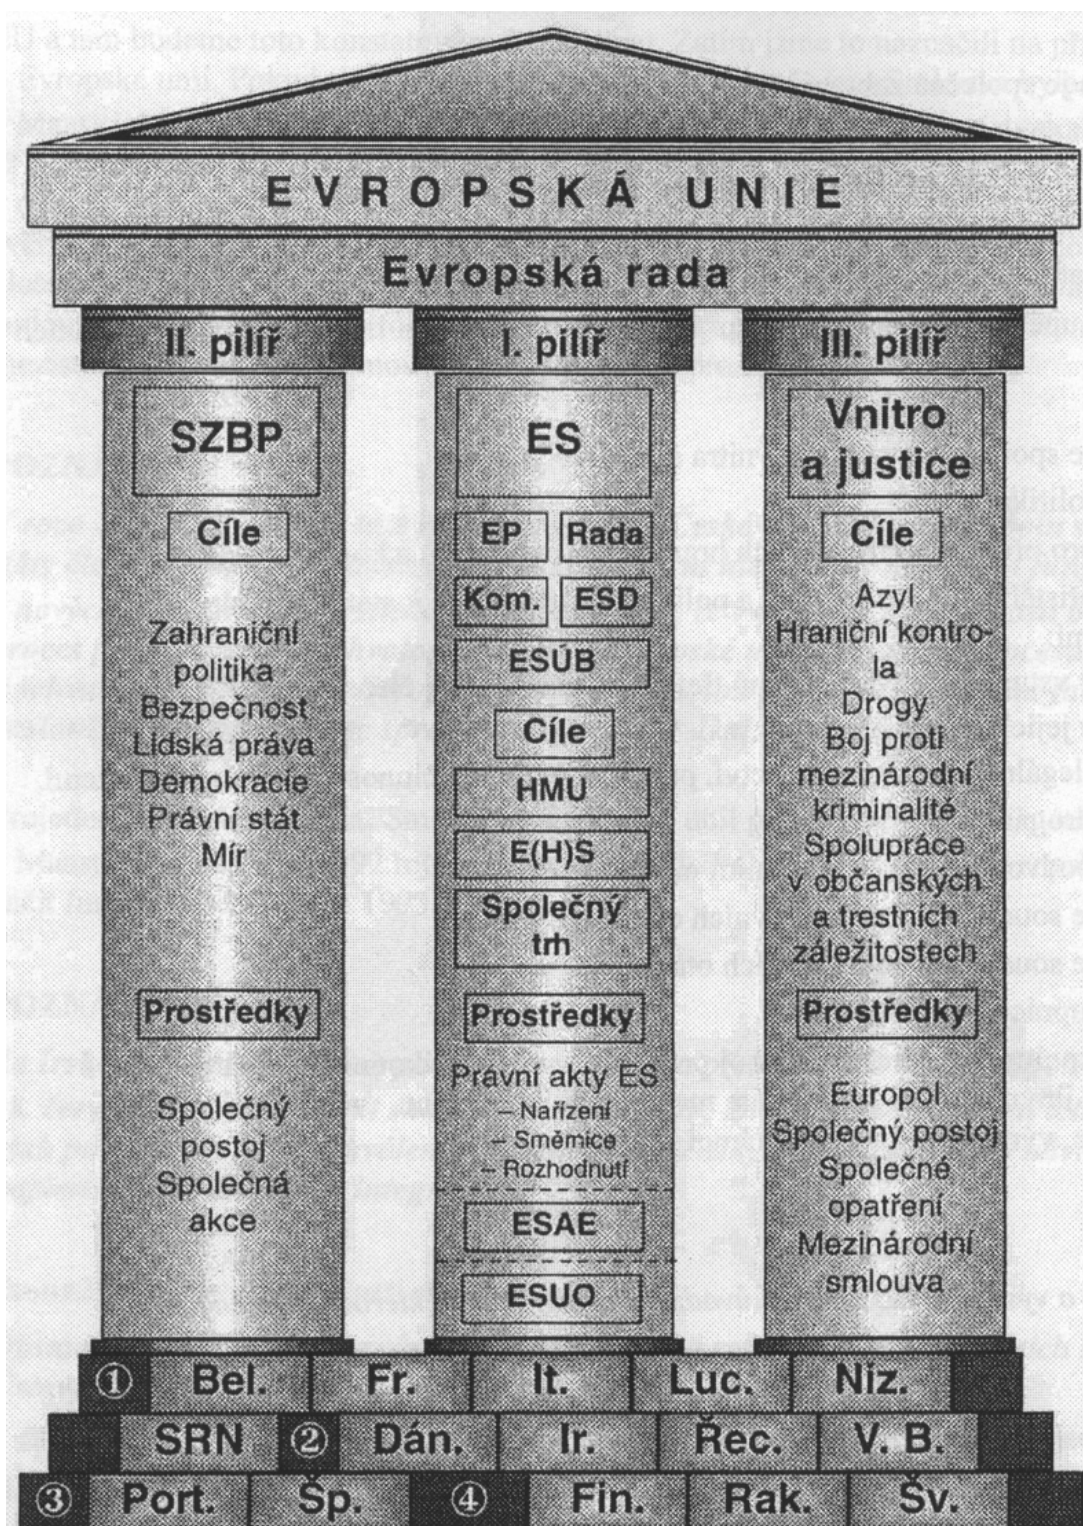 EVROPSKÁ UNIE
Evropská rada
II. pilíř
SZBP
Cíle
Zahraniční
politika
Bezpečnost
Lidská práva
Demokracie
Právní stát
Mír
Prostředky
Společný
postoj
Společná
akce
I. pilíř
ES
EP Rada
Kom. ESD
ESÚB
Cíle
HMU
E(H)S
Společný
trh
Prostředky
Právní akty ES
– Nařízení
– Směrnice
– Rozhodnutí
ESAE
ESUO
III. pilíř
Vnitro
a justice
Cíle
Azyl
Hraniční kontro-
la
Drogy
Boj proti
mezinárodní
kriminalitě
Spolupráce
v občanských
a trestních
záležitostech
Prostředky
Europol
Společný postoj
Společné
opatření
Mezinárodní
smlouva
① Bel. Fr. It. Luc. Niz.
SRN ② Dán. Ir. Řec. V. B.
③ Port. Šp. ④ Fin. Rak. Šv.